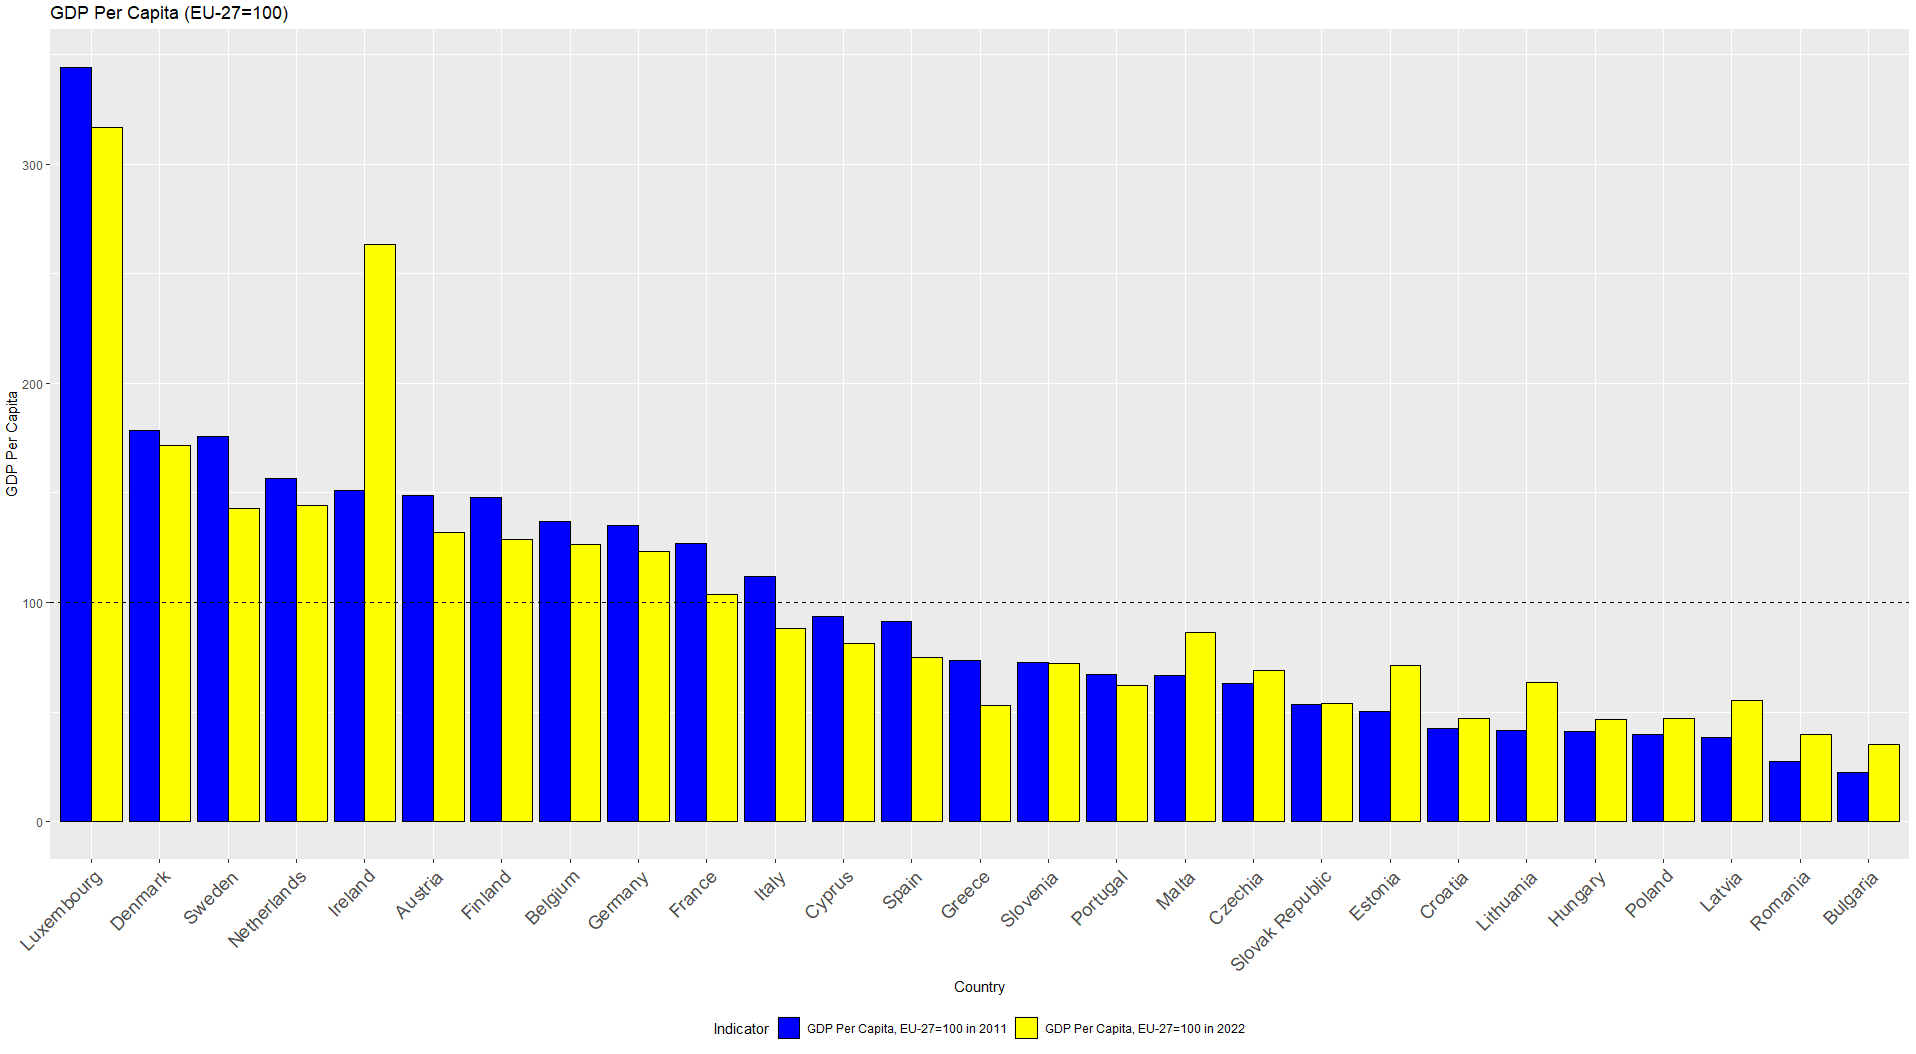 GDP Per Capita (EU-27=100)
GDP Per Capita
300
200
100
0
Luxembourg
Denmark
Sweden
Netherlands
Ireland
Austria
Finland
Belgium
Germany
France
Italy
Cyprus
Spain
Greece
Slovenia
Portugal
Malta
Czechia
Slovak Republic
Estonia
Croatia
Lithuania
Hungary
Poland
Latvia
Romania
Bulgaria
Country
Indicator GDP Per Capita, EU-27=100 in 2011 GDP Per Capita, EU-27=100 in 2022